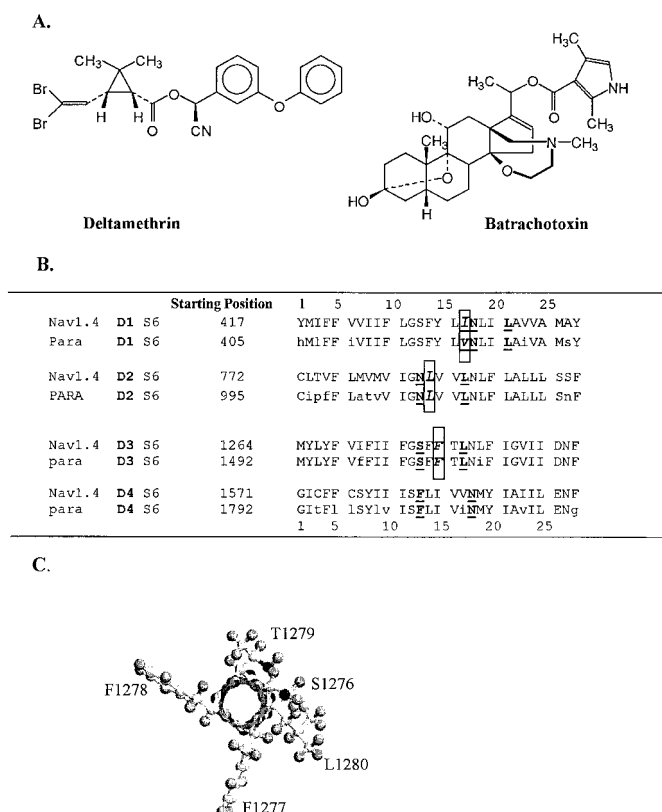 A.
CH₃ CH₃
Br
Br
H H
O
O
CN
O
Deltamethrin
CH₃
CH₃
O
O
NH
CH₃
HO
CH₃
N
CH₃
O
O
HO
H
Batrachotoxin
B.
Starting Position 1 5 10 15 20 25
Nav1.4 D1 S6 417 YMIFF VVIIF LGSFY LINLI LAVVA MAY
Para D1 S6 405 hMlFF iVIIF LGSFY LVNLI LAiVA MsY
Nav1.4 D2 S6 772 CLTVF LMVMV IGNLV VLNLF LALLL SSF
PARA D2 S6 995 CipfF LatvV IGNLV VLNLF LALLL SnF
Nav1.4 D3 S6 1264 MYLYF VIFII FGSFF TLNLF IGVII DNF
para D3 S6 1492 MYLYF VfFII FGSFF TLNiF IGVII DNF
Nav1.4 D4 S6 1571 GICFF CSYII ISFLI VVNMY IAIIL ENF
para D4 S6 1792 GItFl lSYlv ISFLI ViNMY IAvIL ENg
1 5 10 15 20 25
C.
T1279
F1278
S1276
L1280
F1277